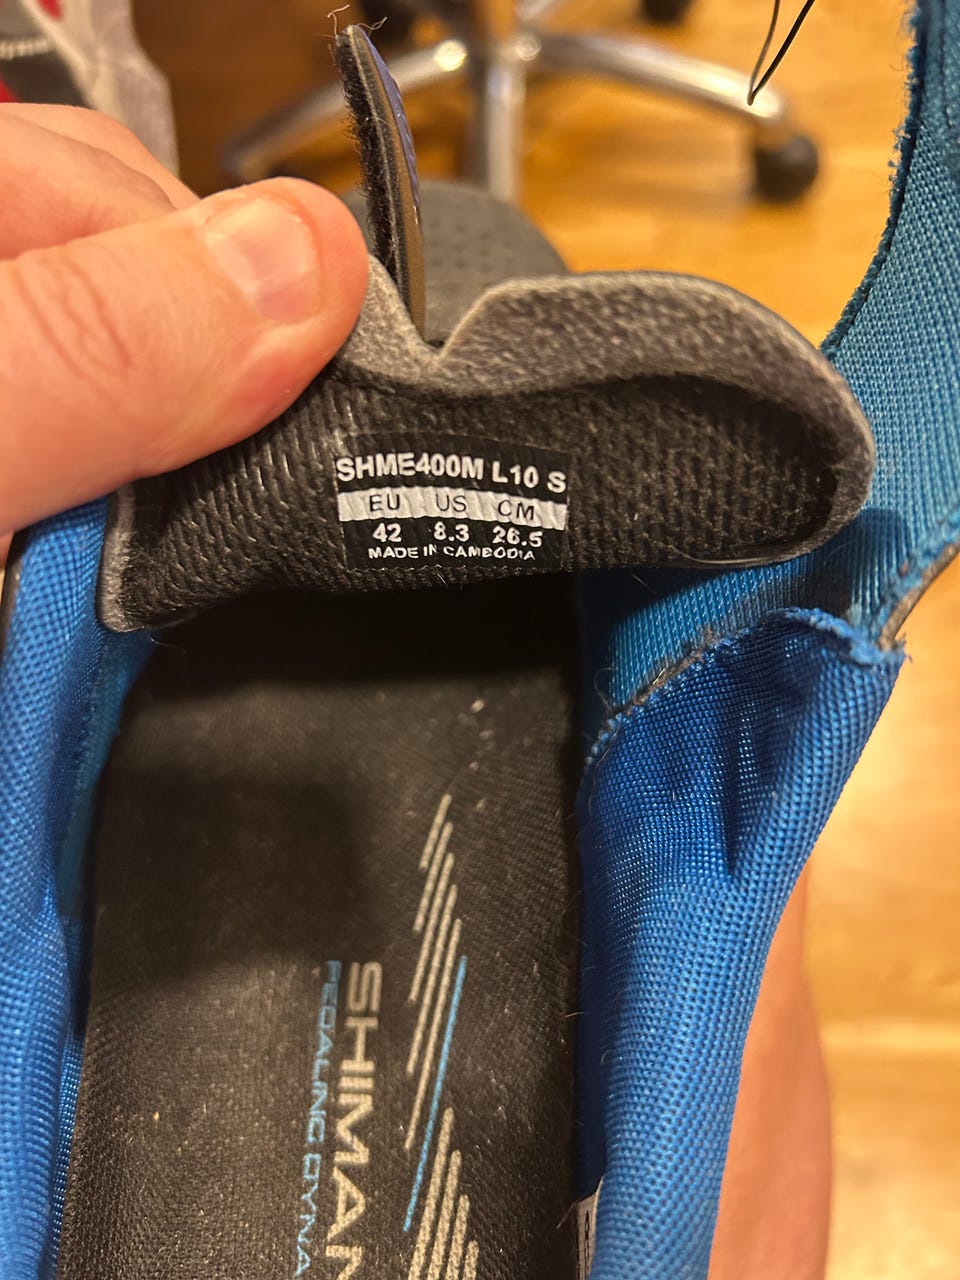 SHME400M L10 S
EU US CM
42 8.3 26.5
MADE IN CAMBODIA
SHIMAN
PEDALING DYNA